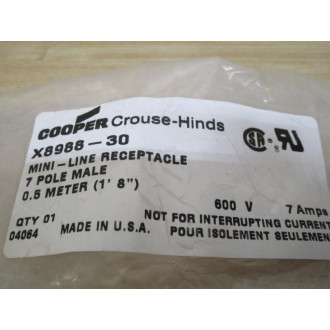 COOPER Crouse-Hinds
X8988-30
MINI-LINE RECEPTACLE
7 POLE MALE
0.5 METER (1' 8")
600 V 7 Amps
QTY 01 NOT FOR INTERRUPTING CURRENT
04064 MADE IN U.S.A. POUR ISOLEMENT SEULEMEN